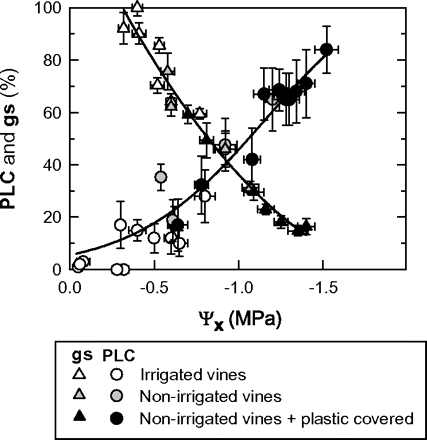 PLC and gs (%)
100
80
60
40
20
0
0.0 -0.5 -1.0 -1.5
Ψx (MPa)
gs PLC
Irrigated vines
Non-irrigated vines
Non-irrigated vines + plastic covered